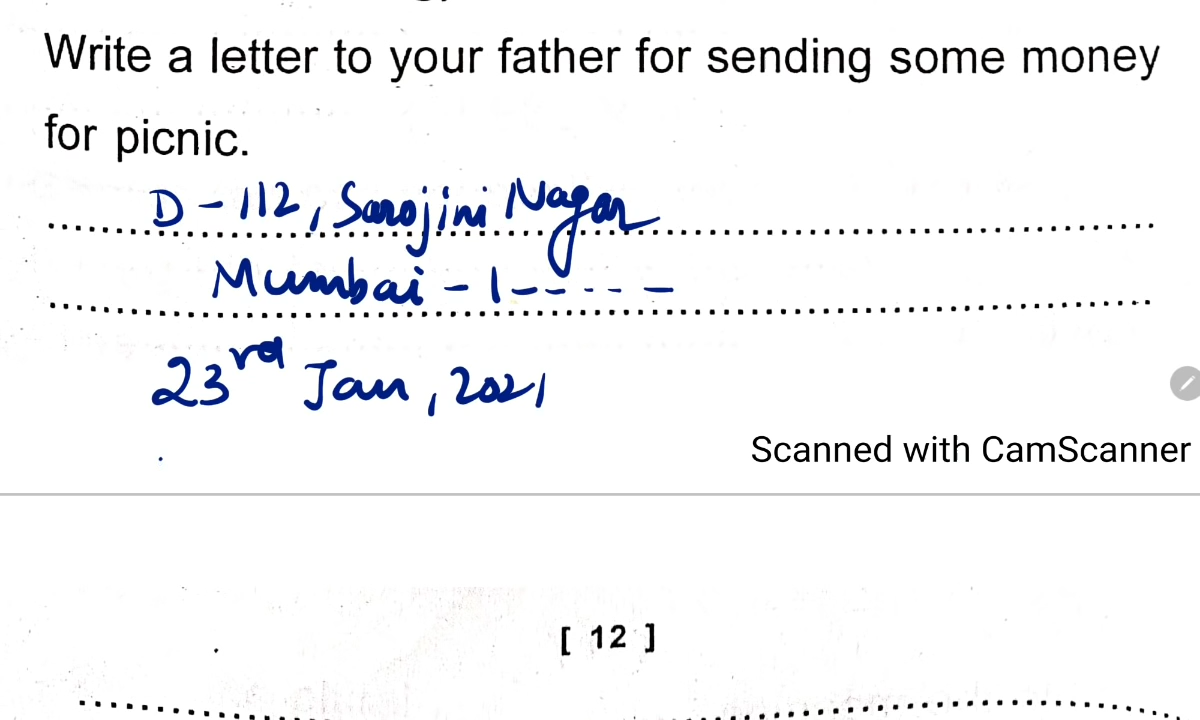 Write a letter to your father for sending some money
for picnic.
D - 112, Sarojini Nagar
Mumbai - 1 - - - - -
23rd Jan, 2021
Scanned with CamScanner
[ 12 ]